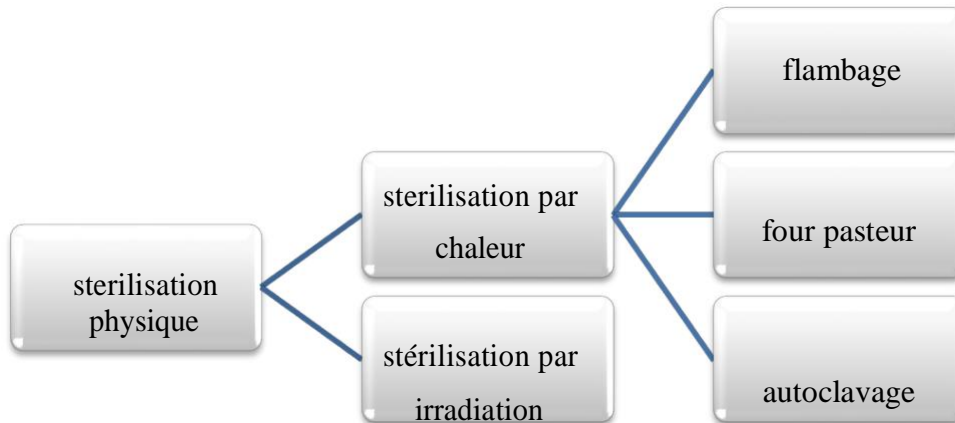 sterilisation
physique
sterilisation par
chaleur
stérilisation par
irradiation
flambage
four pasteur
autoclavage